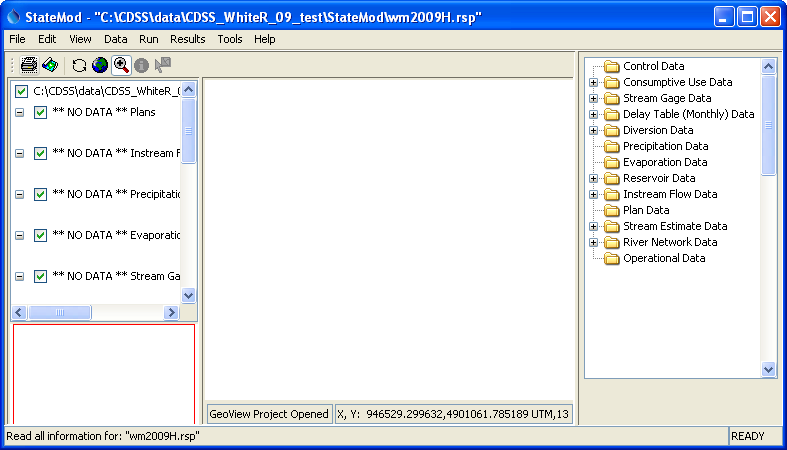 StateMod - "C:\CDSS\data\CDSS_WhiteR_09_test\StateMod\wm2009H.rsp"
File Edit View Data Run Results Tools Help
C:\CDSS\data\CDSS_WhiteR_0
** NO DATA ** Plans
** NO DATA ** Instream F
** NO DATA ** Precipitatio
** NO DATA ** Evaporatio
** NO DATA ** Stream Ga
GeoView Project Opened
X, Y: 946529.299632,4901061.785189 UTM,13
Control Data
Consumptive Use Data
Stream Gage Data
Delay Table (Monthly) Data
Diversion Data
Precipitation Data
Evaporation Data
Reservoir Data
Instream Flow Data
Plan Data
Stream Estimate Data
River Network Data
Operational Data
Read all information for: "wm2009H.rsp"
READY